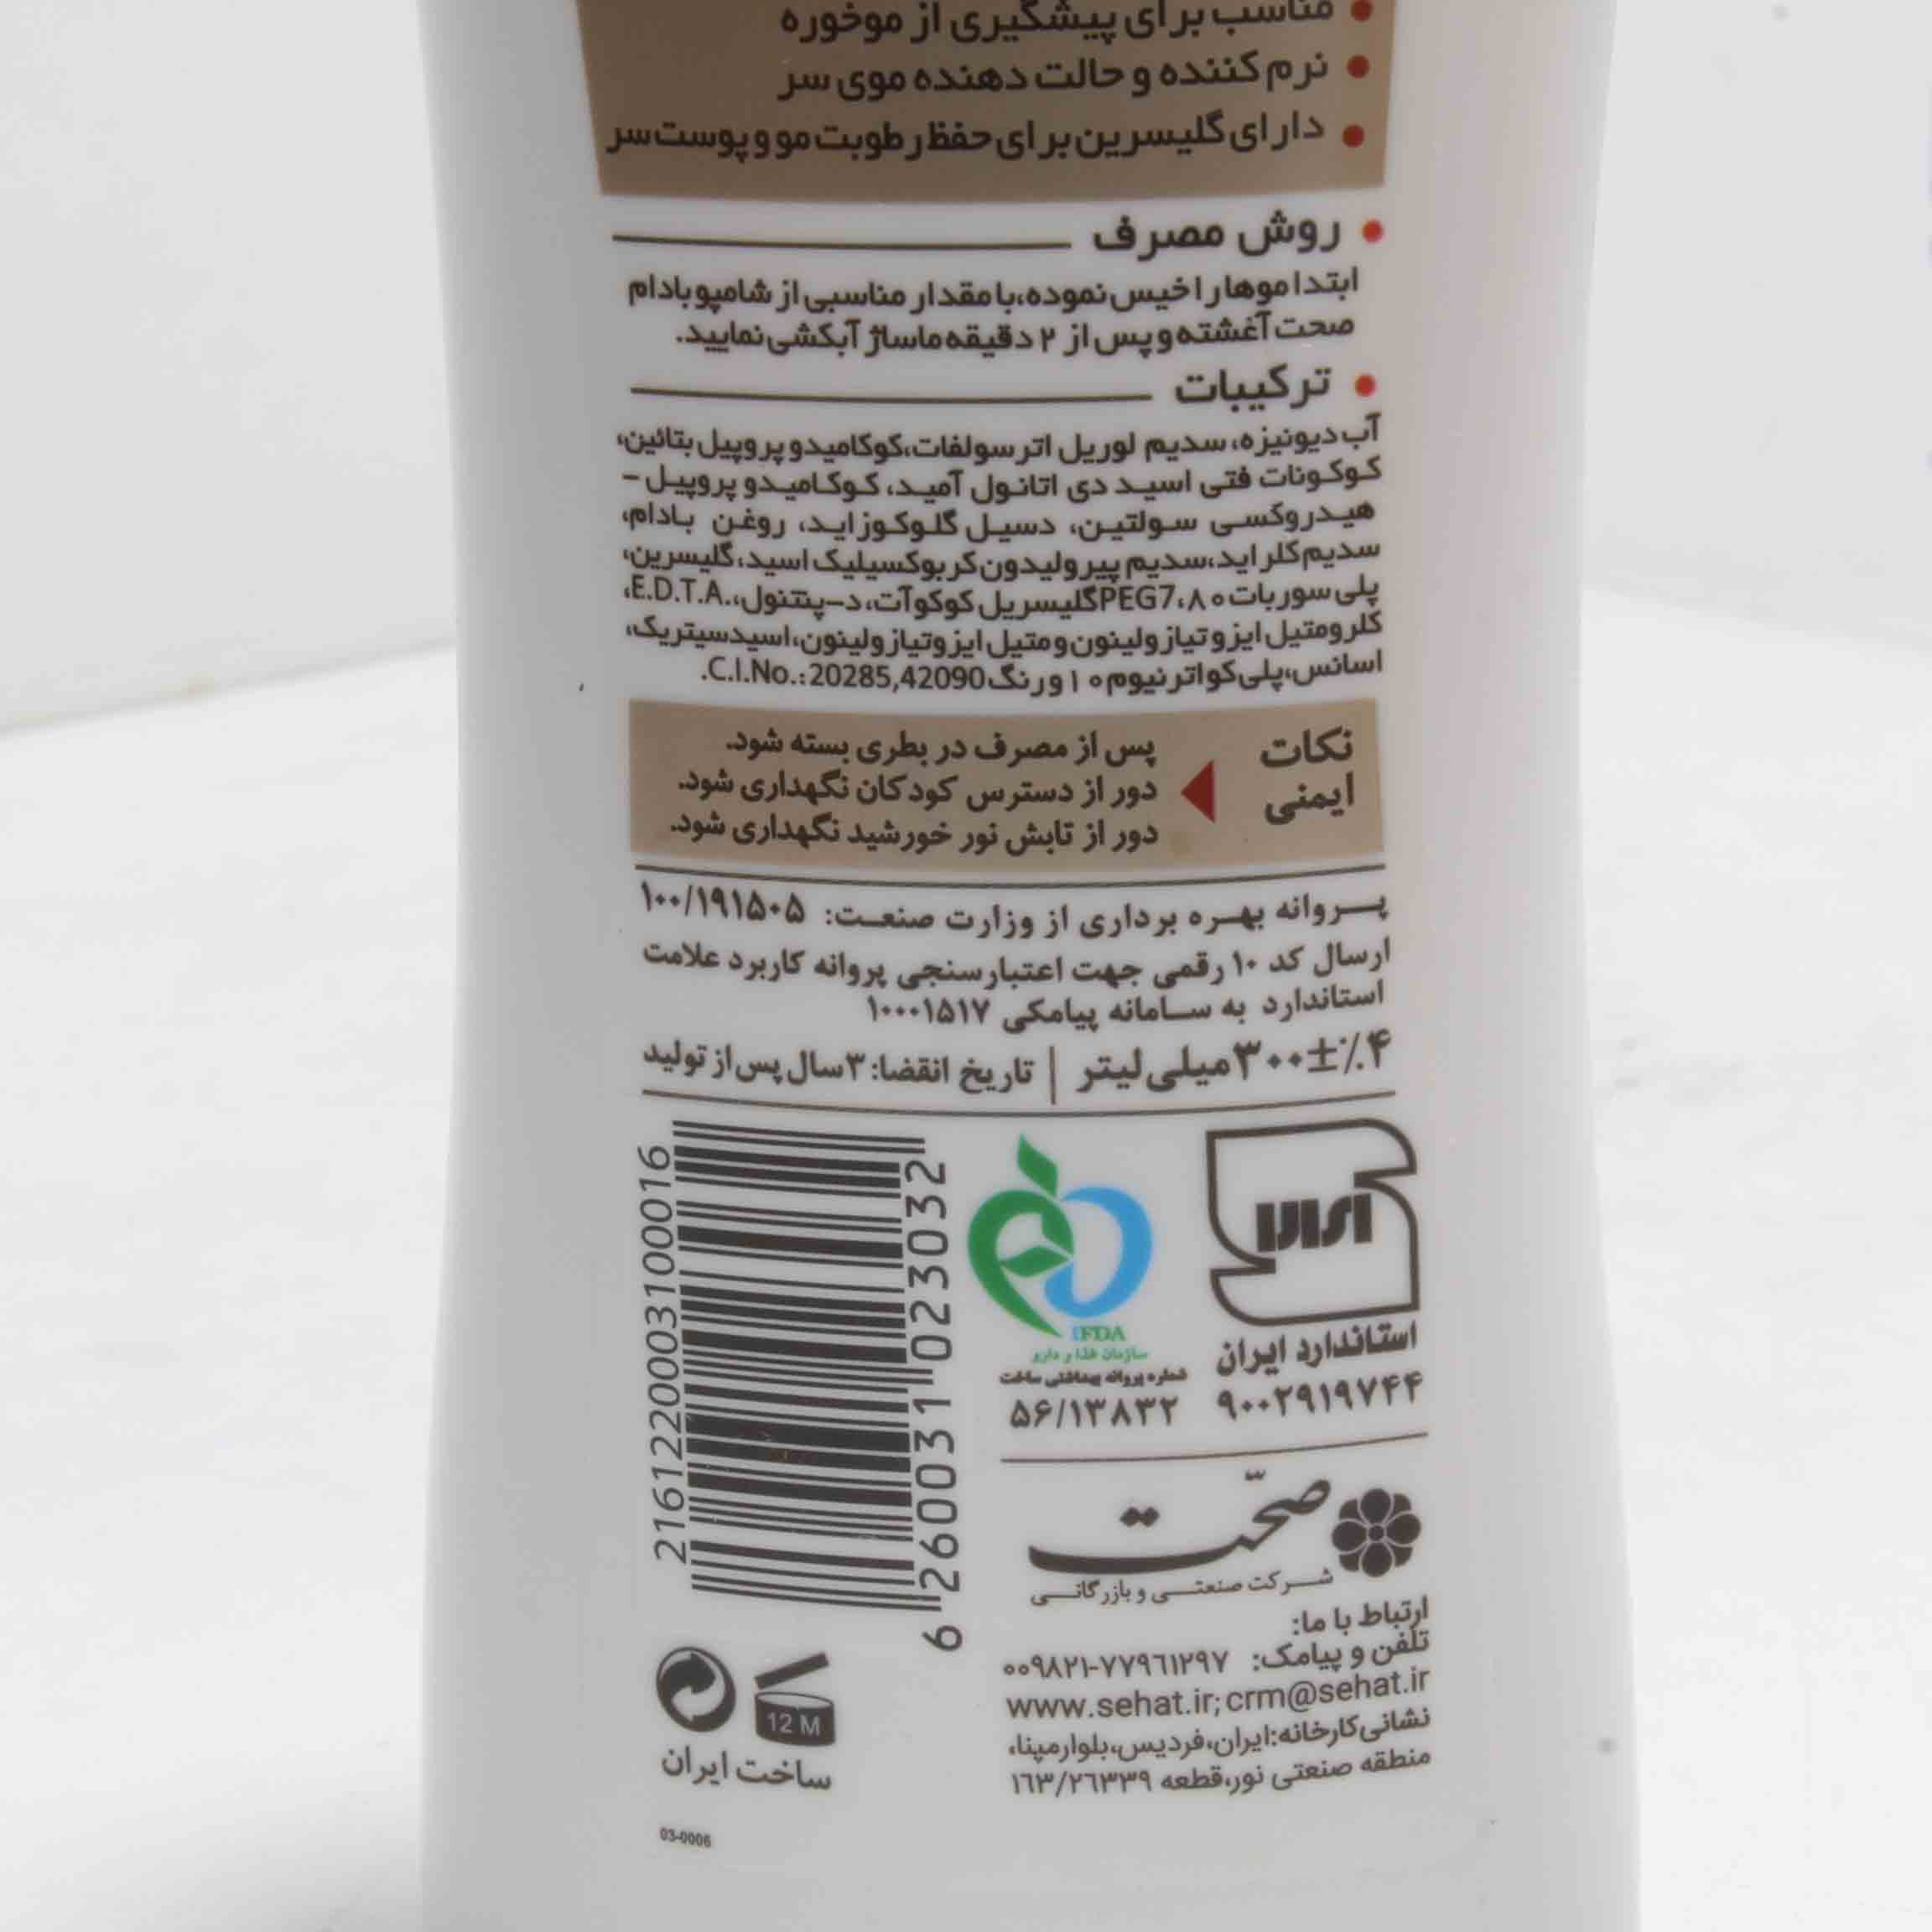 مناسب برای پیشگیری از موخوره
نرم کننده و حالت دهنده موی سر
دارای گلیسرین برای حفظ رطوبت مو و پوست سر
روش مصرف
ابتدا موها را خیس نموده، با مقدار مناسبی از شامپو بادام
صحت آغشته و پس از ۲ دقیقه ماساژ آبکشی نمایید.
ترکیبات
آب دیونیزه، سدیم لوریل اتر سولفات، کوکامیدو پروپیل بتائین،
کوکونات فتی اسید دی اتانول آمید، کوکامیدو پروپیل -
هیدروکسی سولتین، دسیل گلوکوزاید، روغن بادام،
سدیم کلراید، سدیم پیرولیدون کربوکسیلیک اسید، گلیسرین،
پلی سوربات ۸۰، PEG7 گلیسریل کوکوآت، د-پنتنول، E.D.T.A.،
کلرومتیل ایزوتیازولینون و متیل ایزوتیازولینون، اسید سیتریک،
اسانس، پلی کواترنیوم ۱۰ و رنگ C.I.No.: 20285,42090.
نکات
ایمنی
پس از مصرف در بطری بسته شود.
دور از دسترس کودکان نگهداری شود.
دور از تابش نور خورشید نگهداری شود.
پروانه بهره برداری از وزارت صنعت: ۱۰۰/۱۹۱۵۰۵
ارسال کد ۱۰ رقمی جهت اعتبارسنجی پروانه کاربرد علامت
استاندارد به سامانه پیامکی ۱۰۰۰۱۵۱۷
۳۰۰±٪۴ میلی لیتر | تاریخ انقضا: ۳ سال پس از تولید
استاندارد ایران
۹۰۰۲۹۱۹۷۴۴
IFDA
سازمان غذا و دارو
شماره پروانه بهداشتی ساخت
۵۶/۱۳۸۳۲
216122003100016
6 260031 023032
صحّت
شرکت صنعتی و بازرگانی
ارتباط با ما:
تلفن و پیامک: ۰۰۹۸۲۱-۷۷۹۶۱۲۹۷
www.sehat.ir; crm@sehat.ir
نشانی کارخانه: ایران، فردیس، بلوار مینا،
منطقه صنعتی نور، قطعه ۱۶۳/۲۶۳۳۹
12 M
ساخت ایران
03-0006